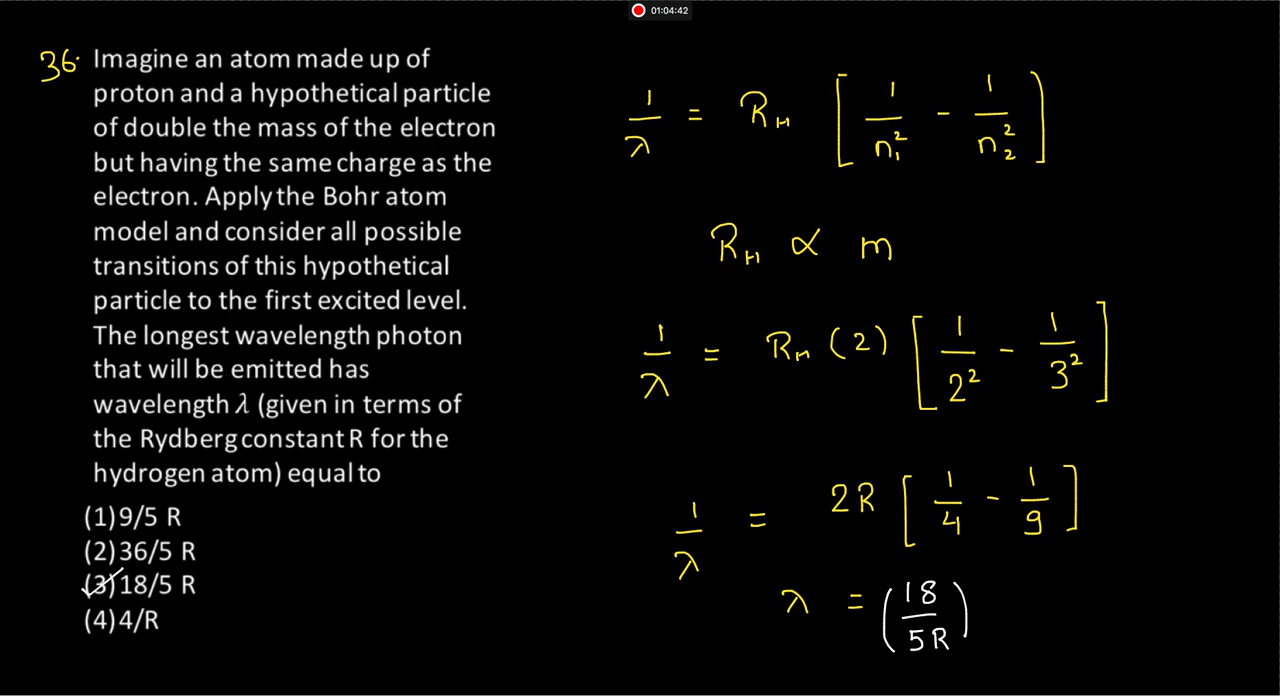 01:04:42
36. Imagine an atom made up of
proton and a hypothetical particle
of double the mass of the electron
but having the same charge as the
electron. Apply the Bohr atom
model and consider all possible
transitions of this hypothetical
particle to the first excited level.
The longest wavelength photon
that will be emitted has
wavelength λ (given in terms of
the Rydberg constant R for the
hydrogen atom) equal to
(1) 9/5 R
(2) 36/5 R
(3) 18/5 R
(4) 4/R
1/λ = R_H [1/n₁² - 1/n₂²]
R_H ∝ m
1/λ = R_H (2) [1/2² - 1/3²]
1/λ = 2R [1/4 - 1/9]
λ = (18/5R)